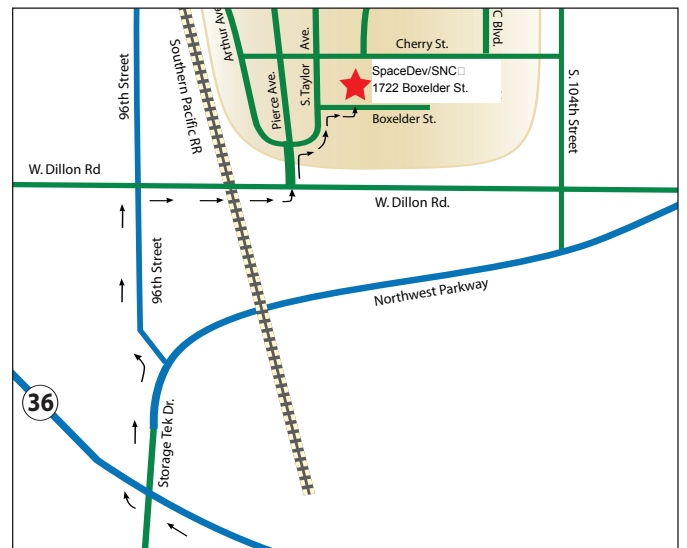 96th Street
Southern Pacific RR
Arthur Ave
Pierce Ave.
S.Taylor Ave.
Cherry St.
C Blvd.
S. 104th Street
SpaceDev/SNC□
1722 Boxelder St.
Boxelder St.
W. Dillon Rd
W. Dillon Rd.
96th Street
Northwest Parkway
36
Storage Tek Dr.